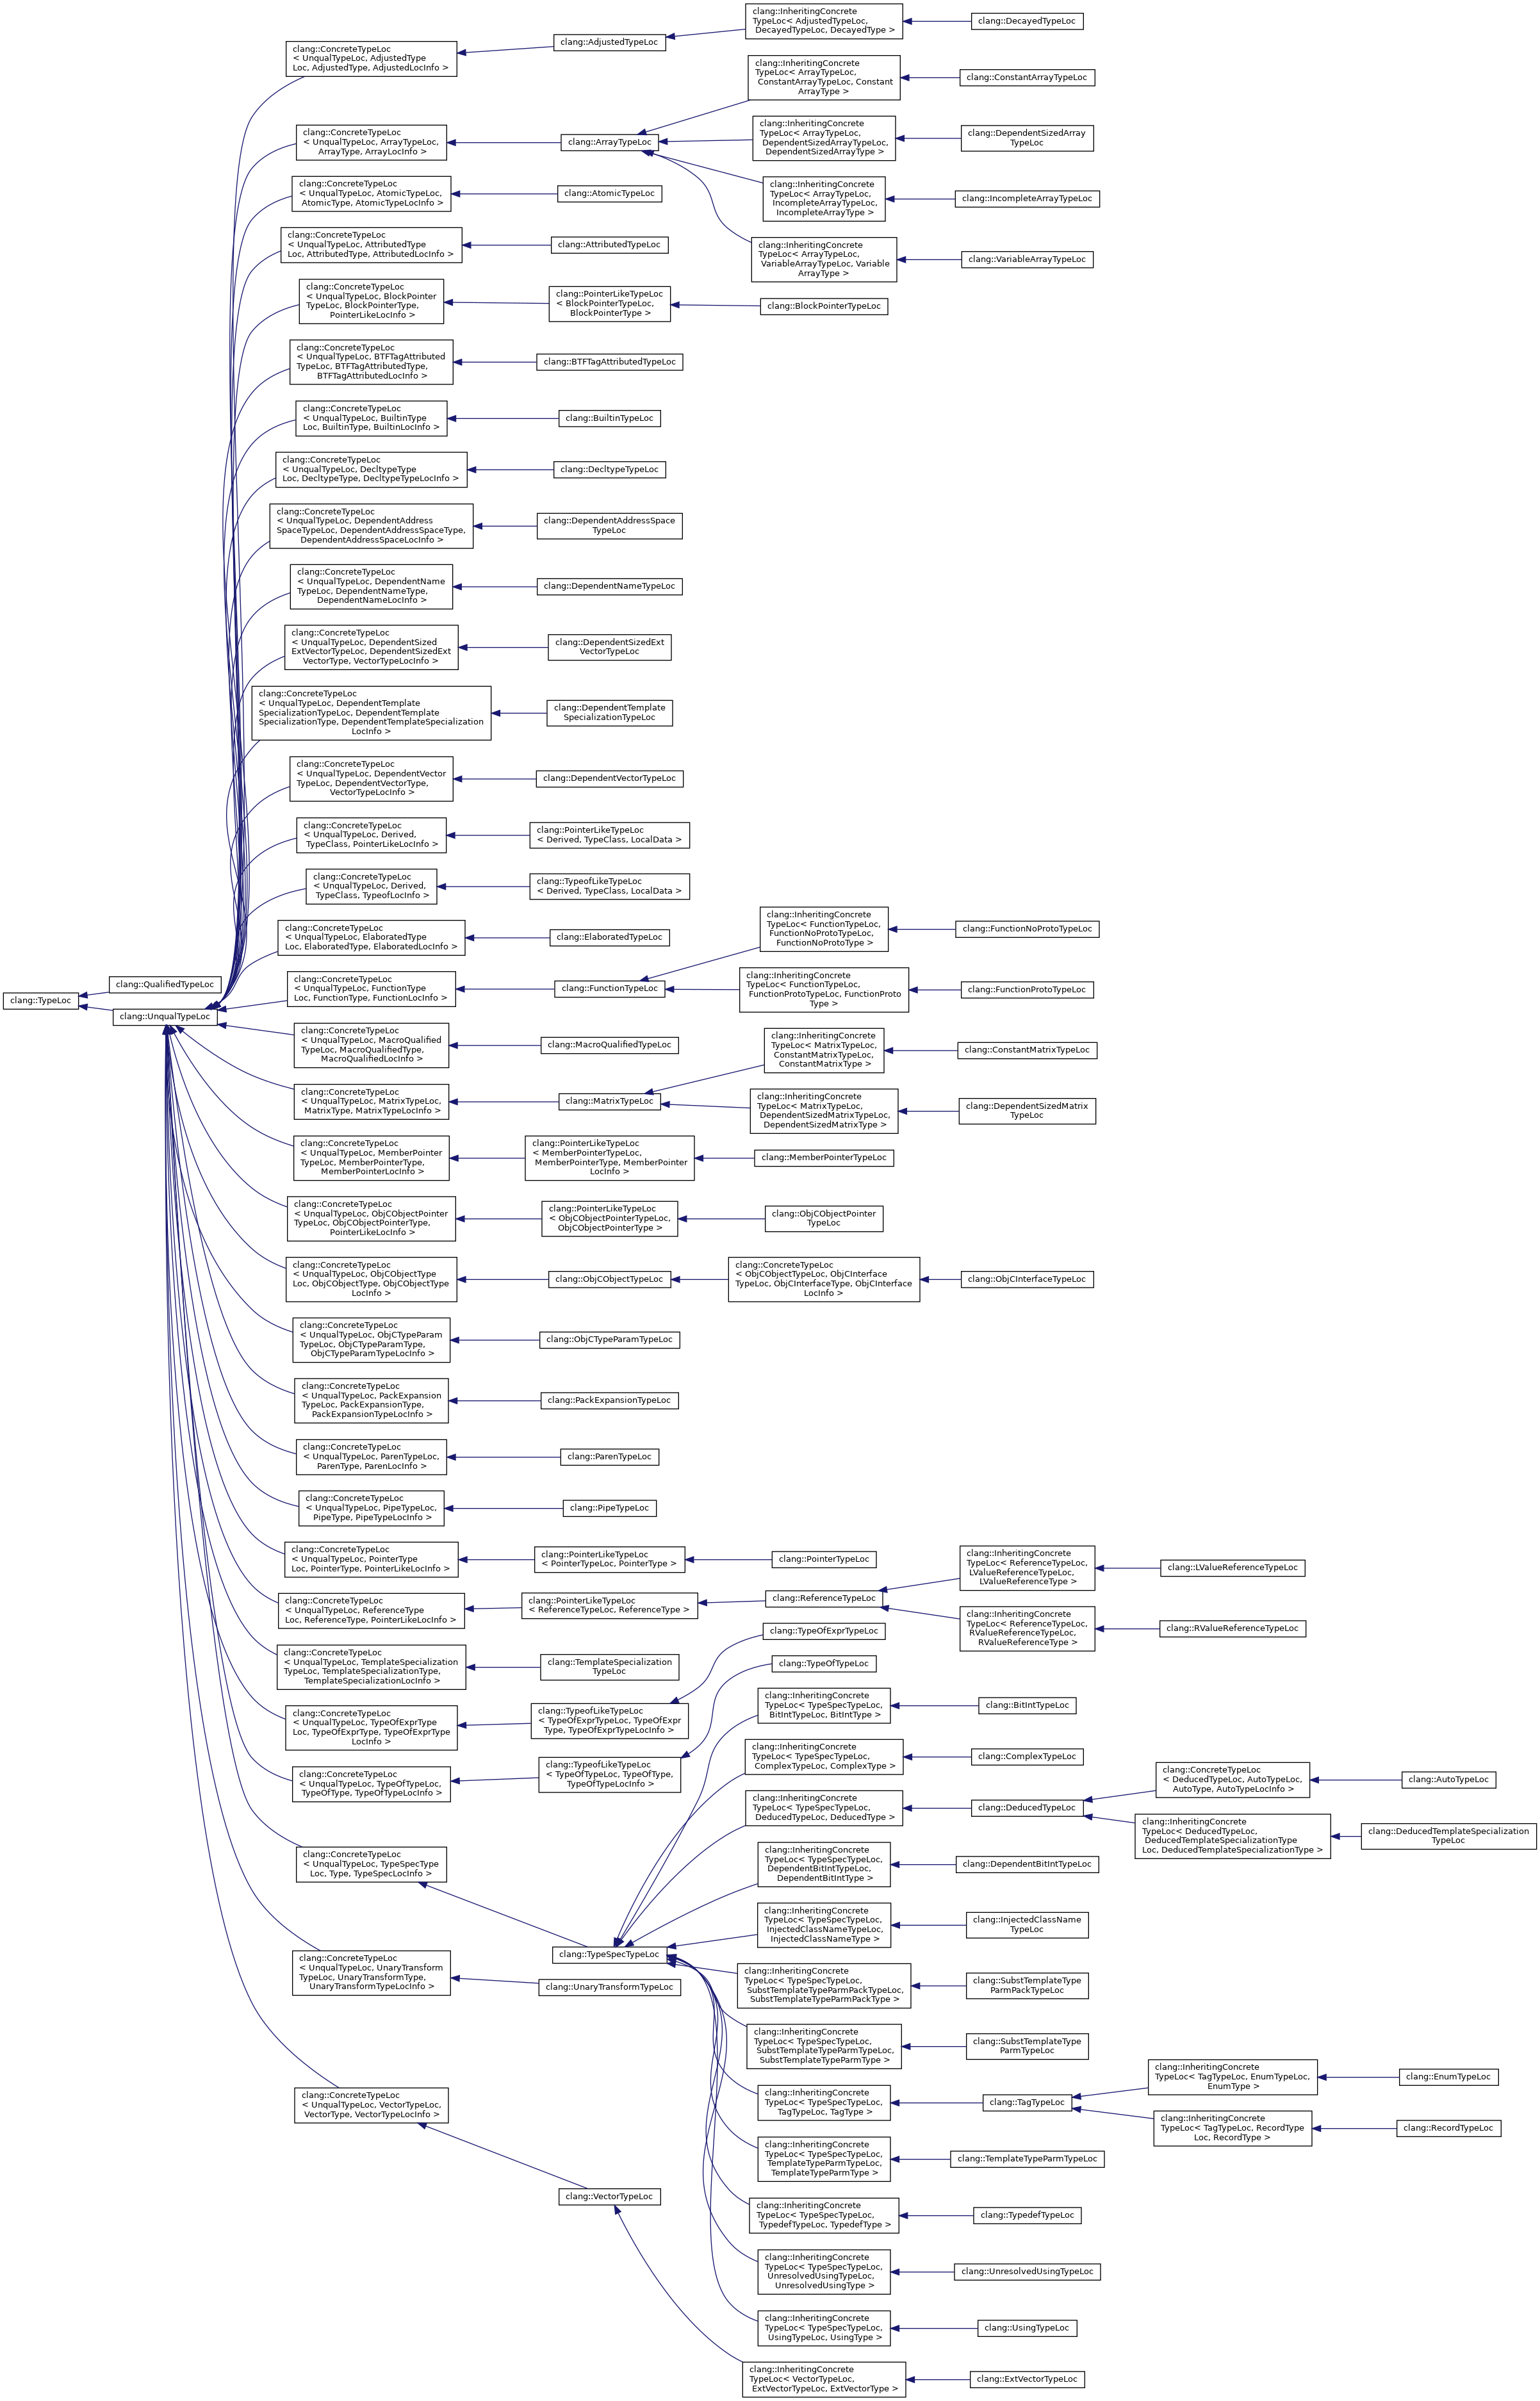 clang::TypeLoc
clang::QualifiedTypeLoc
clang::UnqualTypeLoc
clang::ConcreteTypeLoc
< UnqualTypeLoc, AdjustedType
Loc, AdjustedType, AdjustedLocInfo >
clang::AdjustedTypeLoc
clang::InheritingConcrete
TypeLoc< AdjustedTypeLoc,
DecayedTypeLoc, DecayedType >
clang::DecayedTypeLoc
clang::ConcreteTypeLoc
< UnqualTypeLoc, ArrayTypeLoc,
ArrayType, ArrayLocInfo >
clang::ArrayTypeLoc
clang::InheritingConcrete
TypeLoc< ArrayTypeLoc,
ConstantArrayTypeLoc, Constant
ArrayType >
clang::ConstantArrayTypeLoc
clang::InheritingConcrete
TypeLoc< ArrayTypeLoc,
DependentSizedArrayTypeLoc,
DependentSizedArrayType >
clang::DependentSizedArray
TypeLoc
clang::InheritingConcrete
TypeLoc< ArrayTypeLoc,
IncompleteArrayTypeLoc,
IncompleteArrayType >
clang::IncompleteArrayTypeLoc
clang::InheritingConcrete
TypeLoc< ArrayTypeLoc,
VariableArrayTypeLoc, Variable
ArrayType >
clang::VariableArrayTypeLoc
clang::ConcreteTypeLoc
< UnqualTypeLoc, AtomicTypeLoc,
AtomicType, AtomicTypeLocInfo >
clang::AtomicTypeLoc
clang::ConcreteTypeLoc
< UnqualTypeLoc, AttributedType
Loc, AttributedType, AttributedLocInfo >
clang::AttributedTypeLoc
clang::ConcreteTypeLoc
< UnqualTypeLoc, BlockPointer
TypeLoc, BlockPointerType,
PointerLikeLocInfo >
clang::PointerLikeTypeLoc
< BlockPointerTypeLoc,
BlockPointerType >
clang::BlockPointerTypeLoc
clang::ConcreteTypeLoc
< UnqualTypeLoc, BTFTagAttributed
TypeLoc, BTFTagAttributedType,
BTFTagAttributedLocInfo >
clang::BTFTagAttributedTypeLoc
clang::ConcreteTypeLoc
< UnqualTypeLoc, BuiltinType
Loc, BuiltinType, BuiltinLocInfo >
clang::BuiltinTypeLoc
clang::ConcreteTypeLoc
< UnqualTypeLoc, DecltypeType
Loc, DecltypeType, DecltypeTypeLocInfo >
clang::DecltypeTypeLoc
clang::ConcreteTypeLoc
< UnqualTypeLoc, DependentAddress
SpaceTypeLoc, DependentAddressSpaceType,
DependentAddressSpaceLocInfo >
clang::DependentAddressSpace
TypeLoc
clang::ConcreteTypeLoc
< UnqualTypeLoc, DependentName
TypeLoc, DependentNameType,
DependentNameLocInfo >
clang::DependentNameTypeLoc
clang::ConcreteTypeLoc
< UnqualTypeLoc, DependentSized
ExtVectorTypeLoc, DependentSizedExt
VectorType, VectorTypeLocInfo >
clang::DependentSizedExt
VectorTypeLoc
clang::ConcreteTypeLoc
< UnqualTypeLoc, DependentTemplate
SpecializationTypeLoc, DependentTemplate
SpecializationType, DependentTemplateSpecialization
LocInfo >
clang::DependentTemplate
SpecializationTypeLoc
clang::ConcreteTypeLoc
< UnqualTypeLoc, DependentVector
TypeLoc, DependentVectorType,
VectorTypeLocInfo >
clang::DependentVectorTypeLoc
clang::ConcreteTypeLoc
< UnqualTypeLoc, Derived,
TypeClass, PointerLikeLocInfo >
clang::PointerLikeTypeLoc
< Derived, TypeClass, LocalData >
clang::ConcreteTypeLoc
< UnqualTypeLoc, Derived,
TypeClass, TypeofLocInfo >
clang::TypeofLikeTypeLoc
< Derived, TypeClass, LocalData >
clang::ConcreteTypeLoc
< UnqualTypeLoc, ElaboratedType
Loc, ElaboratedType, ElaboratedLocInfo >
clang::ElaboratedTypeLoc
clang::ConcreteTypeLoc
< UnqualTypeLoc, FunctionType
Loc, FunctionType, FunctionLocInfo >
clang::FunctionTypeLoc
clang::InheritingConcrete
TypeLoc< FunctionTypeLoc,
FunctionNoProtoTypeLoc,
FunctionNoProtoType >
clang::FunctionNoProtoTypeLoc
clang::InheritingConcrete
TypeLoc< FunctionTypeLoc,
FunctionProtoTypeLoc, FunctionProto
Type >
clang::FunctionProtoTypeLoc
clang::ConcreteTypeLoc
< UnqualTypeLoc, MacroQualified
TypeLoc, MacroQualifiedType,
MacroQualifiedLocInfo >
clang::MacroQualifiedTypeLoc
clang::ConcreteTypeLoc
< UnqualTypeLoc, MatrixTypeLoc,
MatrixType, MatrixTypeLocInfo >
clang::MatrixTypeLoc
clang::InheritingConcrete
TypeLoc< MatrixTypeLoc,
ConstantMatrixTypeLoc,
ConstantMatrixType >
clang::ConstantMatrixTypeLoc
clang::InheritingConcrete
TypeLoc< MatrixTypeLoc,
DependentSizedMatrixTypeLoc,
DependentSizedMatrixType >
clang::DependentSizedMatrix
TypeLoc
clang::ConcreteTypeLoc
< UnqualTypeLoc, MemberPointer
TypeLoc, MemberPointerType,
MemberPointerLocInfo >
clang::PointerLikeTypeLoc
< MemberPointerTypeLoc,
MemberPointerType, MemberPointer
LocInfo >
clang::MemberPointerTypeLoc
clang::ConcreteTypeLoc
< UnqualTypeLoc, ObjCObjectPointer
TypeLoc, ObjCObjectPointerType,
PointerLikeLocInfo >
clang::PointerLikeTypeLoc
< ObjCObjectPointerTypeLoc,
ObjCObjectPointerType >
clang::ObjCObjectPointer
TypeLoc
clang::ConcreteTypeLoc
< UnqualTypeLoc, ObjCObjectType
Loc, ObjCObjectType, ObjCObjectType
LocInfo >
clang::ObjCObjectTypeLoc
clang::ConcreteTypeLoc
< ObjCObjectTypeLoc, ObjCInterface
TypeLoc, ObjCInterfaceType, ObjCInterface
LocInfo >
clang::ObjCInterfaceTypeLoc
clang::ConcreteTypeLoc
< UnqualTypeLoc, ObjCTypeParam
TypeLoc, ObjCTypeParamType,
ObjCTypeParamTypeLocInfo >
clang::ObjCTypeParamTypeLoc
clang::ConcreteTypeLoc
< UnqualTypeLoc, PackExpansion
TypeLoc, PackExpansionType,
PackExpansionTypeLocInfo >
clang::PackExpansionTypeLoc
clang::ConcreteTypeLoc
< UnqualTypeLoc, ParenTypeLoc,
ParenType, ParenLocInfo >
clang::ParenTypeLoc
clang::ConcreteTypeLoc
< UnqualTypeLoc, PipeTypeLoc,
PipeType, PipeTypeLocInfo >
clang::PipeTypeLoc
clang::ConcreteTypeLoc
< UnqualTypeLoc, PointerType
Loc, PointerType, PointerLikeLocInfo >
clang::PointerLikeTypeLoc
< PointerTypeLoc, PointerType >
clang::PointerTypeLoc
clang::ConcreteTypeLoc
< UnqualTypeLoc, ReferenceType
Loc, ReferenceType, PointerLikeLocInfo >
clang::PointerLikeTypeLoc
< ReferenceTypeLoc, ReferenceType >
clang::ReferenceTypeLoc
clang::InheritingConcrete
TypeLoc< ReferenceTypeLoc,
LValueReferenceTypeLoc,
LValueReferenceType >
clang::LValueReferenceTypeLoc
clang::InheritingConcrete
TypeLoc< ReferenceTypeLoc,
RValueReferenceTypeLoc,
RValueReferenceType >
clang::RValueReferenceTypeLoc
clang::ConcreteTypeLoc
< UnqualTypeLoc, TemplateSpecialization
TypeLoc, TemplateSpecializationType,
TemplateSpecializationLocInfo >
clang::TemplateSpecialization
TypeLoc
clang::ConcreteTypeLoc
< UnqualTypeLoc, TypeOfExprType
Loc, TypeOfExprType, TypeOfExprType
LocInfo >
clang::TypeofLikeTypeLoc
< TypeOfExprTypeLoc, TypeOfExpr
Type, TypeOfExprTypeLocInfo >
clang::TypeOfExprTypeLoc
clang::ConcreteTypeLoc
< UnqualTypeLoc, TypeOfTypeLoc,
TypeOfType, TypeOfTypeLocInfo >
clang::TypeofLikeTypeLoc
< TypeOfTypeLoc, TypeOfType,
TypeOfTypeLocInfo >
clang::TypeOfTypeLoc
clang::ConcreteTypeLoc
< UnqualTypeLoc, TypeSpecType
Loc, Type, TypeSpecLocInfo >
clang::TypeSpecTypeLoc
clang::InheritingConcrete
TypeLoc< TypeSpecTypeLoc,
BitIntTypeLoc, BitIntType >
clang::BitIntTypeLoc
clang::InheritingConcrete
TypeLoc< TypeSpecTypeLoc,
ComplexTypeLoc, ComplexType >
clang::ComplexTypeLoc
clang::InheritingConcrete
TypeLoc< TypeSpecTypeLoc,
DeducedTypeLoc, DeducedType >
clang::DeducedTypeLoc
clang::ConcreteTypeLoc
< DeducedTypeLoc, AutoTypeLoc,
AutoType, AutoTypeLocInfo >
clang::AutoTypeLoc
clang::InheritingConcrete
TypeLoc< DeducedTypeLoc,
DeducedTemplateSpecializationType
Loc, DeducedTemplateSpecializationType >
clang::DeducedTemplateSpecialization
TypeLoc
clang::InheritingConcrete
TypeLoc< TypeSpecTypeLoc,
DependentBitIntTypeLoc,
DependentBitIntType >
clang::DependentBitIntTypeLoc
clang::InheritingConcrete
TypeLoc< TypeSpecTypeLoc,
InjectedClassNameTypeLoc,
InjectedClassNameType >
clang::InjectedClassName
TypeLoc
clang::InheritingConcrete
TypeLoc< TypeSpecTypeLoc,
SubstTemplateTypeParmPackTypeLoc,
SubstTemplateTypeParmPackType >
clang::SubstTemplateType
ParmPackTypeLoc
clang::InheritingConcrete
TypeLoc< TypeSpecTypeLoc,
SubstTemplateTypeParmTypeLoc,
SubstTemplateTypeParmType >
clang::SubstTemplateType
ParmTypeLoc
clang::InheritingConcrete
TypeLoc< TypeSpecTypeLoc,
TagTypeLoc, TagType >
clang::TagTypeLoc
clang::InheritingConcrete
TypeLoc< TagTypeLoc, EnumTypeLoc,
EnumType >
clang::EnumTypeLoc
clang::InheritingConcrete
TypeLoc< TagTypeLoc, RecordType
Loc, RecordType >
clang::RecordTypeLoc
clang::InheritingConcrete
TypeLoc< TypeSpecTypeLoc,
TemplateTypeParmTypeLoc,
TemplateTypeParmType >
clang::TemplateTypeParmTypeLoc
clang::InheritingConcrete
TypeLoc< TypeSpecTypeLoc,
TypedefTypeLoc, TypedefType >
clang::TypedefTypeLoc
clang::InheritingConcrete
TypeLoc< TypeSpecTypeLoc,
UnresolvedUsingTypeLoc,
UnresolvedUsingType >
clang::UnresolvedUsingTypeLoc
clang::InheritingConcrete
TypeLoc< TypeSpecTypeLoc,
UsingTypeLoc, UsingType >
clang::UsingTypeLoc
clang::ConcreteTypeLoc
< UnqualTypeLoc, UnaryTransform
TypeLoc, UnaryTransformType,
UnaryTransformTypeLocInfo >
clang::UnaryTransformTypeLoc
clang::ConcreteTypeLoc
< UnqualTypeLoc, VectorTypeLoc,
VectorType, VectorTypeLocInfo >
clang::VectorTypeLoc
clang::InheritingConcrete
TypeLoc< VectorTypeLoc,
ExtVectorTypeLoc, ExtVectorType >
clang::ExtVectorTypeLoc